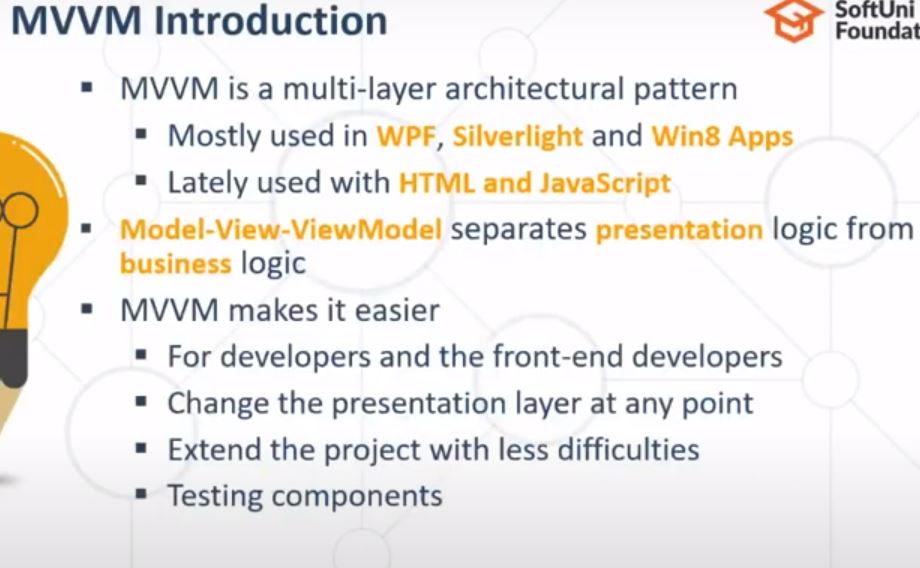 MVVM Introduction
SoftUni
Foundat
▪ MVVM is a multi-layer architectural pattern
▪ Mostly used in WPF, Silverlight and Win8 Apps
▪ Lately used with HTML and JavaScript
▪ Model-View-ViewModel separates presentation logic from
business logic
▪ MVVM makes it easier
▪ For developers and the front-end developers
▪ Change the presentation layer at any point
▪ Extend the project with less difficulties
▪ Testing components